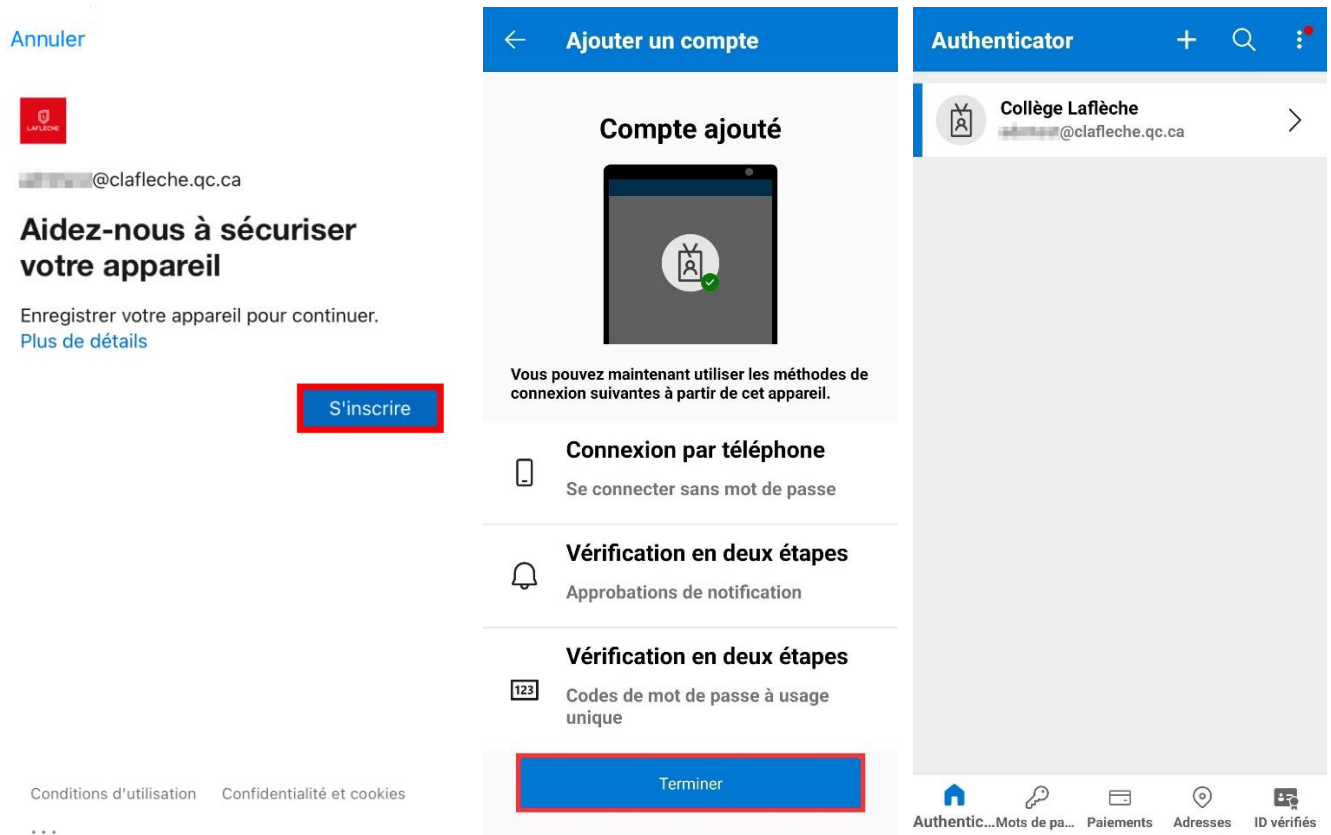 Annuler
LAFLÈCHE
@clafleche.qc.ca
Aidez-nous à sécuriser
votre appareil
Enregistrer votre appareil pour continuer.
Plus de détails
S'inscrire
Conditions d'utilisation Confidentialité et cookies
...
Ajouter un compte
Compte ajouté
Vous pouvez maintenant utiliser les méthodes de
connexion suivantes à partir de cet appareil.
Connexion par téléphone
Se connecter sans mot de passe
Vérification en deux étapes
Approbations de notification
Vérification en deux étapes
123
Codes de mot de passe à usage
unique
Terminer
Authenticator
Collège Laflèche
@clafleche.qc.ca
Authentic... Mots de pa... Paiements Adresses ID vérifiés